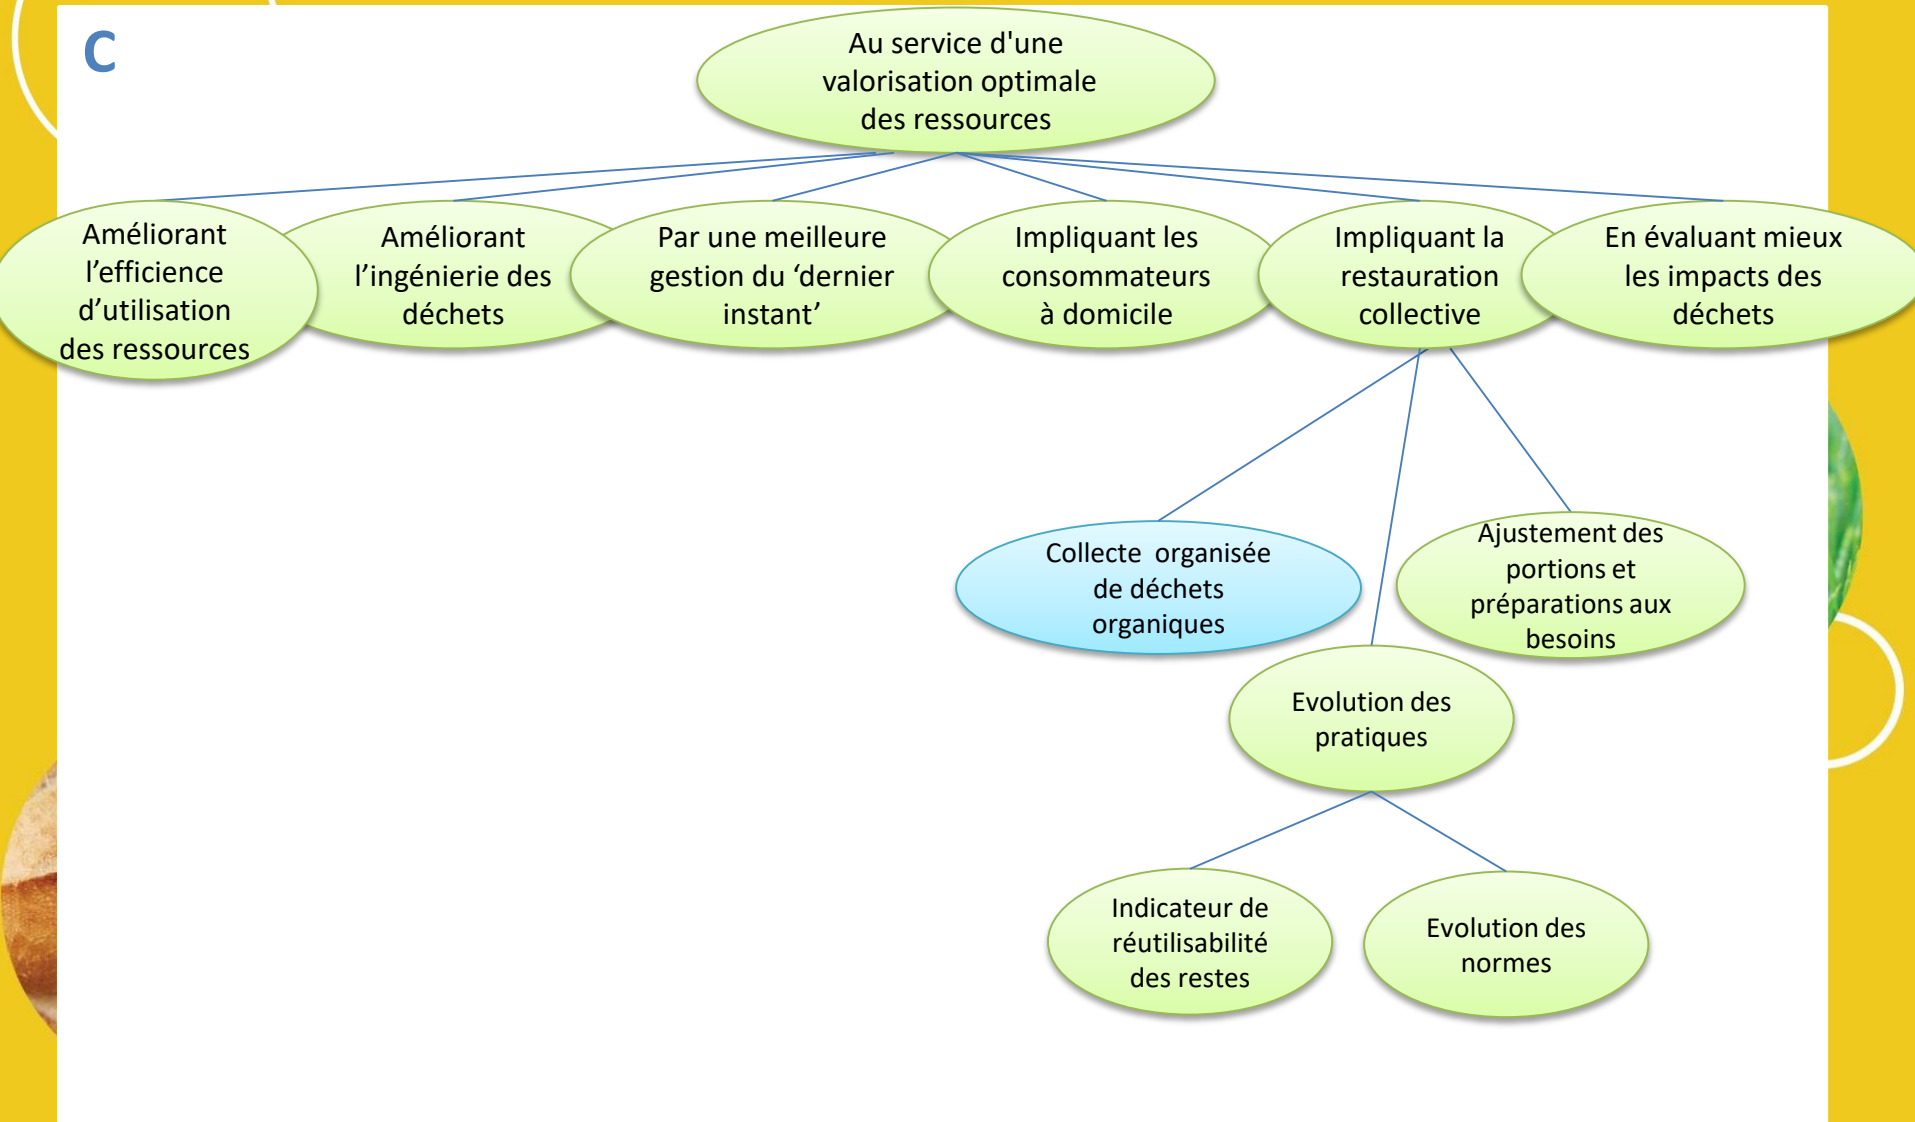 C
Au service d'une
valorisation optimale
des ressources
Améliorant
l’efficience
d’utilisation
des ressources
Améliorant
l’ingénierie des
déchets
Par une meilleure
gestion du ‘dernier
instant’
Impliquant les
consommateurs
à domicile
Impliquant la
restauration
collective
En évaluant mieux
les impacts des
déchets
Collecte organisée
de déchets
organiques
Ajustement des
portions et
préparations aux
besoins
Evolution des
pratiques
Indicateur de
réutilisabilité
des restes
Evolution des
normes